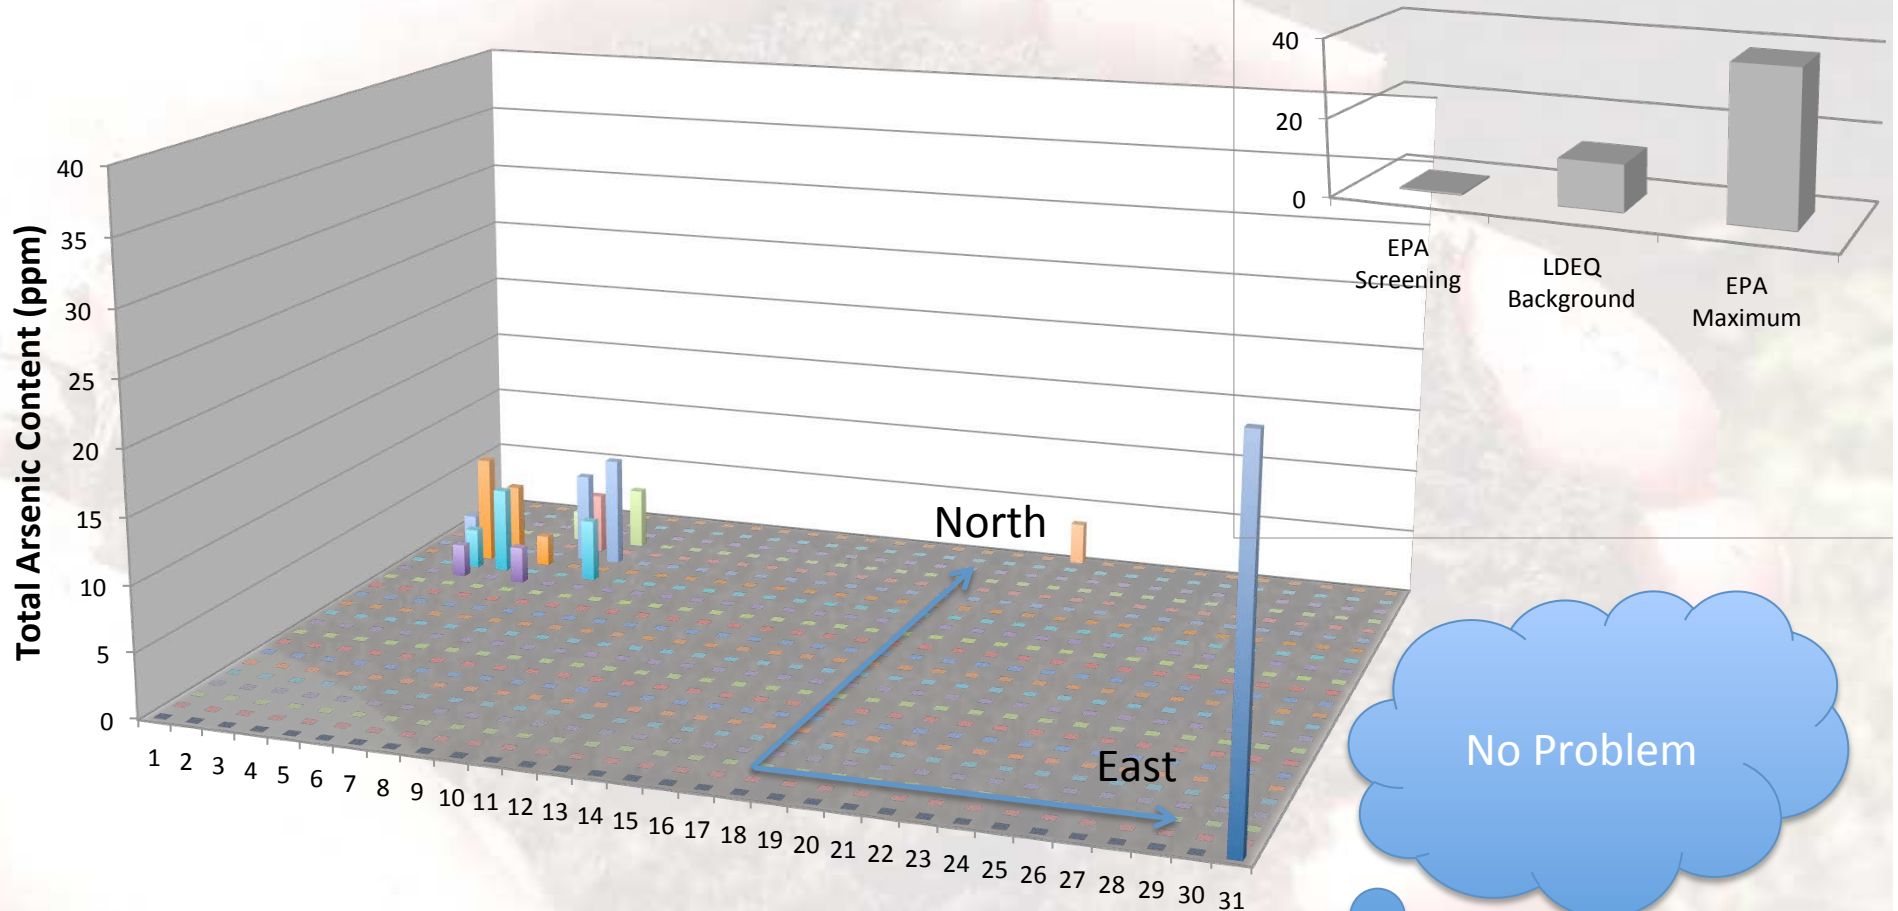 40
20
0
EPA
Screening
LDEQ
Background
EPA
Maximum
Total Arsenic Content (ppm)
40
35
30
25
20
15
10
5
0
North
East
1 2 3 4 5 6 7 8 9 10 11 12 13 14 15 16 17 18 19 20 21 22 23 24 25 26 27 28 29 30 31
No Problem